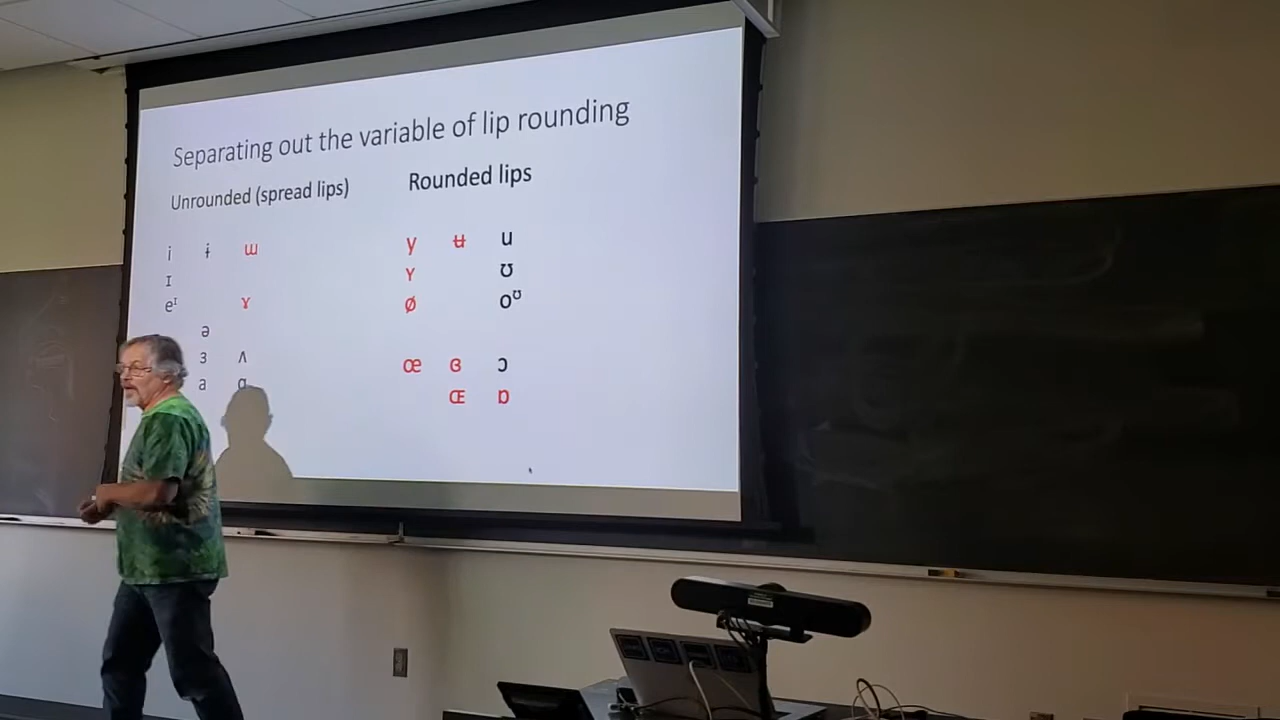 Separating out the variable of lip rounding
Unrounded (spread lips)
Rounded lips
i ɨ ɯ
ɪ
eᶦ ɤ
ə
ɜ ʌ
a ɑ
y ʉ u
ʏ ʊ
ø oᶷ
œ ɞ ɔ
ɶ ɒ